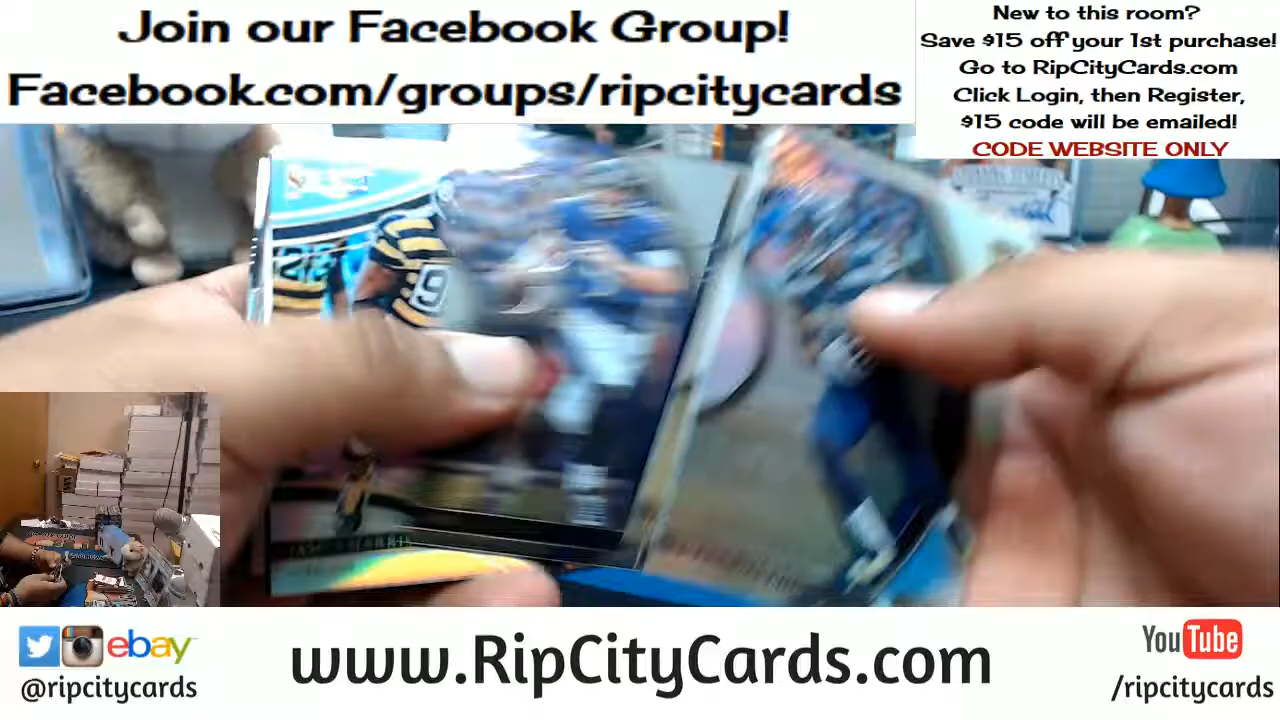 Join our Facebook Group!
Facebook.com/groups/ripcitycards
New to this room?
Save $15 off your 1st purchase!
Go to RipCityCards.com
Click Login, then Register,
$15 code will be emailed!
CODE WEBSITE ONLY
ebay
@ripcitycards
www.RipCityCards.com
YouTube
/ripcitycards